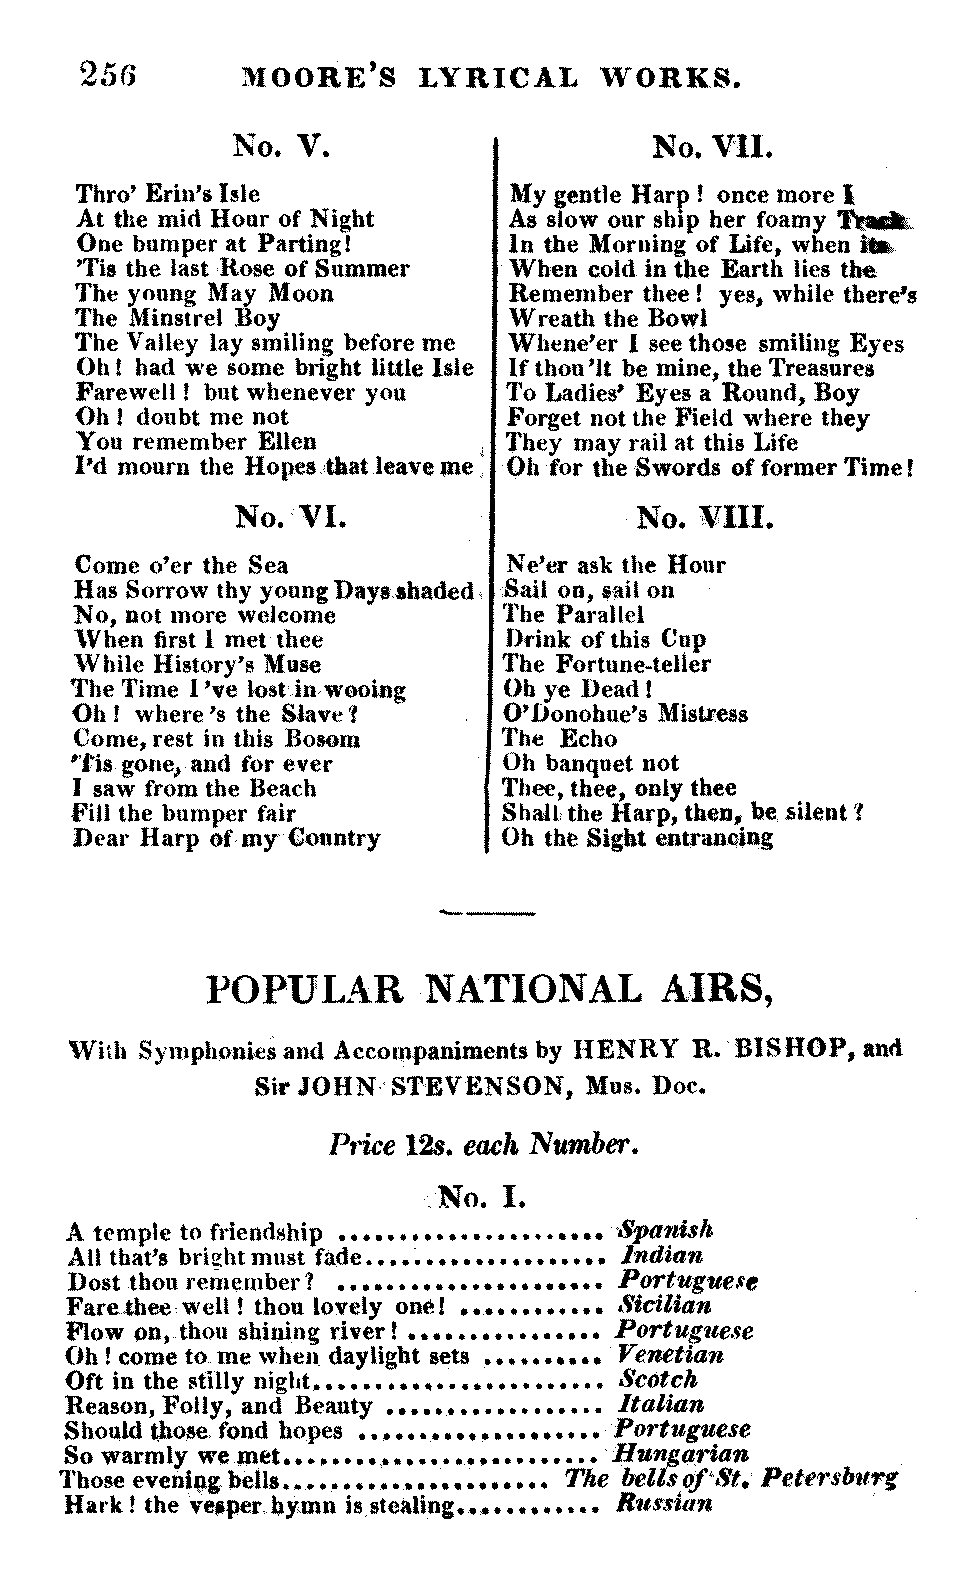 256 MOORE'S LYRICAL WORKS.
No. V.
Thro' Erin's Isle
At the mid Hour of Night
One bumper at Parting!
'Tis the last Rose of Summer
The young May Moon
The Minstrel Boy
The Valley lay smiling before me
Oh! had we some bright little Isle
Farewell! but whenever you
Oh! doubt me not
You remember Ellen
I'd mourn the Hopes that leave me
No. VI.
Come o'er the Sea
Has Sorrow thy young Days shaded
No, not more welcome
When first I met thee
While History's Muse
The Time I've lost in wooing
Oh! where's the Slave?
Come, rest in this Bosom
'Tis gone, and for ever
I saw from the Beach
Fill the bumper fair
Dear Harp of my Country
No. VII.
My gentle Harp! once more I
As slow our ship her foamy Track
In the Morning of Life, when its
When cold in the Earth lies the
Remember thee! yes, while there's
Wreath the Bowl
Whene'er I see those smiling Eyes
If thou'lt be mine, the Treasures
To Ladies' Eyes a Round, Boy
Forget not the Field where they
They may rail at this Life
Oh for the Swords of former Time!
No. VIII.
Ne'er ask the Hour
Sail on, sail on
The Parallel
Drink of this Cup
The Fortune-teller
Oh ye Dead!
O'Donohue's Mistress
The Echo
Oh banquet not
Thee, thee, only thee
Shall the Harp, then, be silent?
Oh the Sight entrancing
POPULAR NATIONAL AIRS,
With Symphonies and Accompaniments by HENRY R. BISHOP, and
Sir JOHN STEVENSON, Mus. Doc.
Price 12s. each Number.
No. I.
A temple to friendship ...................... Spanish
All that's bright must fade.................... Indian
Dost thou remember? ...................... Portuguese
Fare thee well! thou lovely one! ............ Sicilian
Flow on, thou shining river! ................ Portuguese
Oh! come to me when daylight sets .......... Venetian
Oft in the stilly night........................ Scotch
Reason, Folly, and Beauty .................. Italian
Should those fond hopes .................... Portuguese
So warmly we met.......................... Hungarian
Those evening bells...................... The bells of St. Petersburg
Hark! the vesper hymn is stealing............ Russian